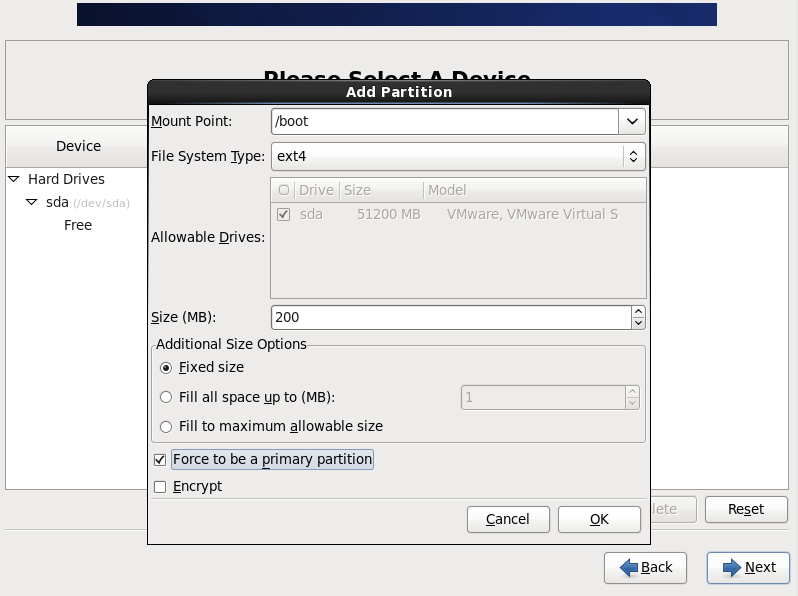 Please Select A Device
Add Partition
Device
Hard Drives
sda (/dev/sda)
Free
Mount Point: /boot
File System Type: ext4
Allowable Drives:
Drive Size Model
sda 51200 MB VMware, VMware Virtual S
Size (MB): 200
Additional Size Options
Fixed size
Fill all space up to (MB): 1
Fill to maximum allowable size
Force to be a primary partition
Encrypt
Cancel OK
lete Reset
Back Next